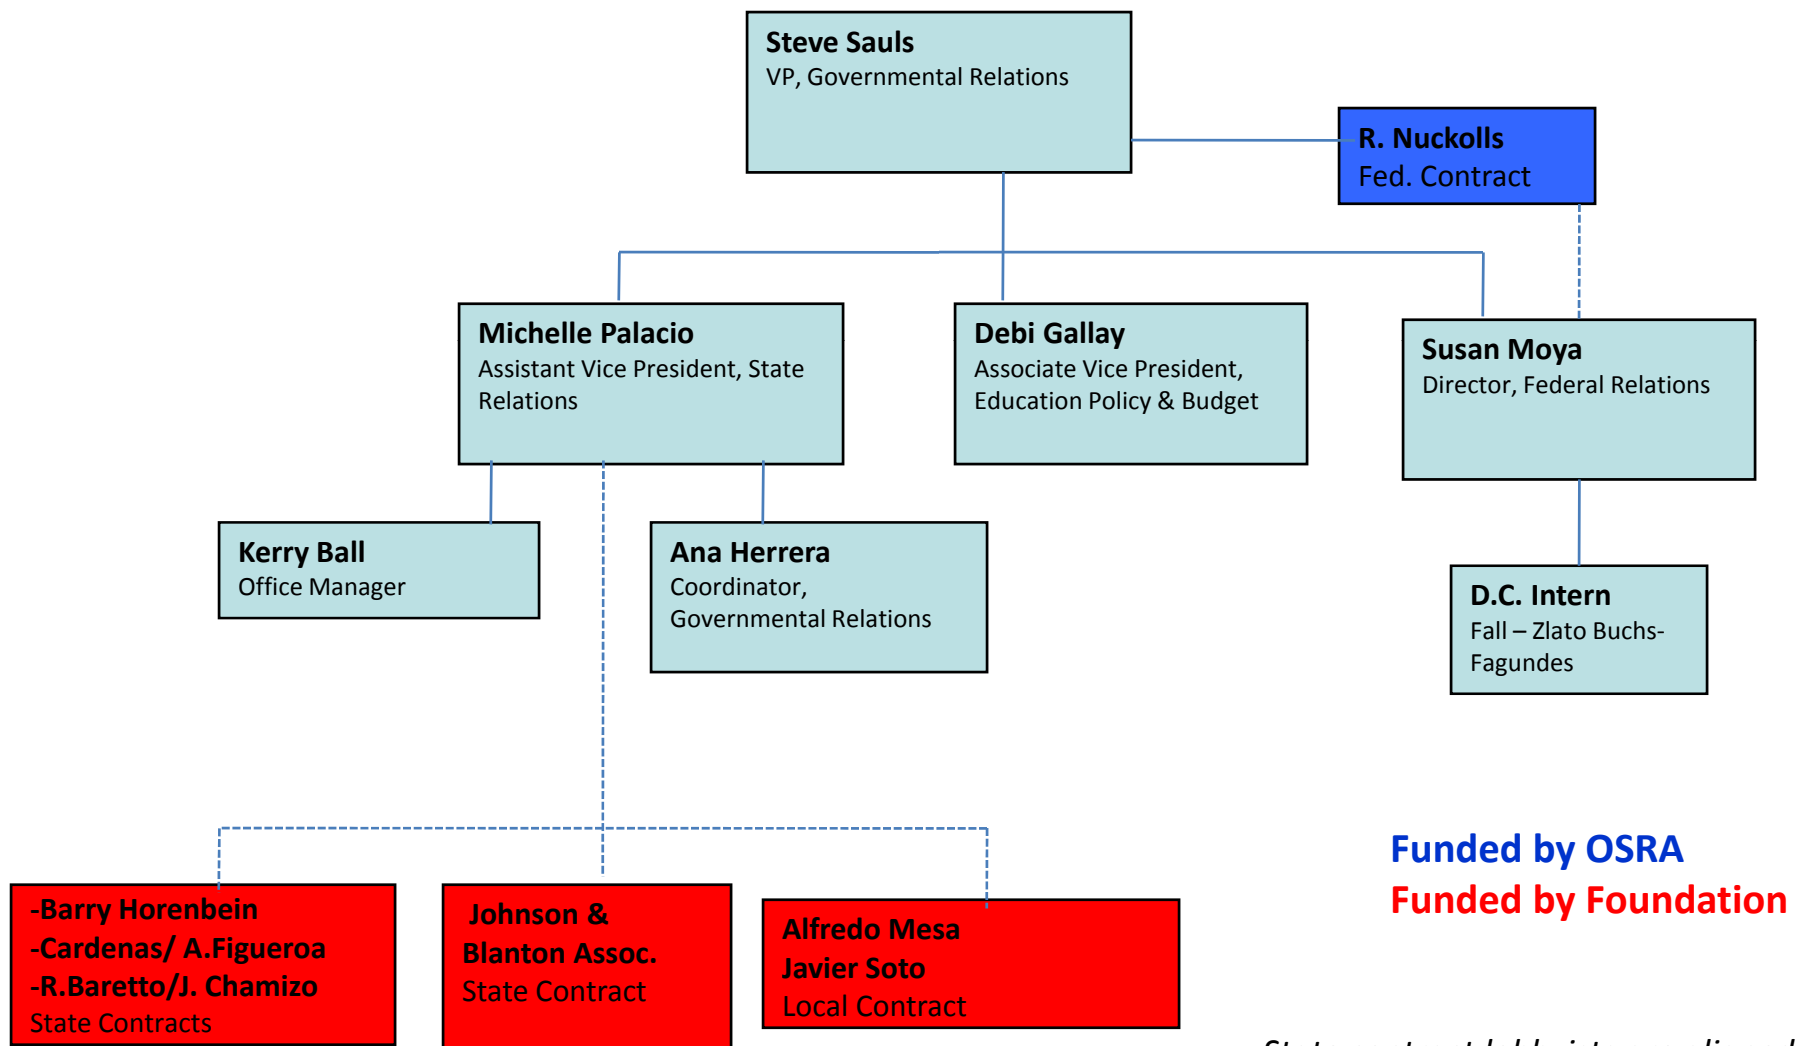 Steve Sauls
VP, Governmental Relations
R. Nuckolls
Fed. Contract
Michelle Palacio
Assistant Vice President, State
Relations
Debi Gallay
Associate Vice President,
Education Policy & Budget
Susan Moya
Director, Federal Relations
Kerry Ball
Office Manager
Ana Herrera
Coordinator,
Governmental Relations
D.C. Intern
Fall – Zlato Buchs-
Fagundes
Funded by OSRA
Funded by Foundation
-Barry Horenbein
-Cardenas/ A.Figueroa
-R.Baretto/J. Chamizo
State Contracts
Johnson &
Blanton Assoc.
State Contract
Alfredo Mesa
Javier Soto
Local Contract